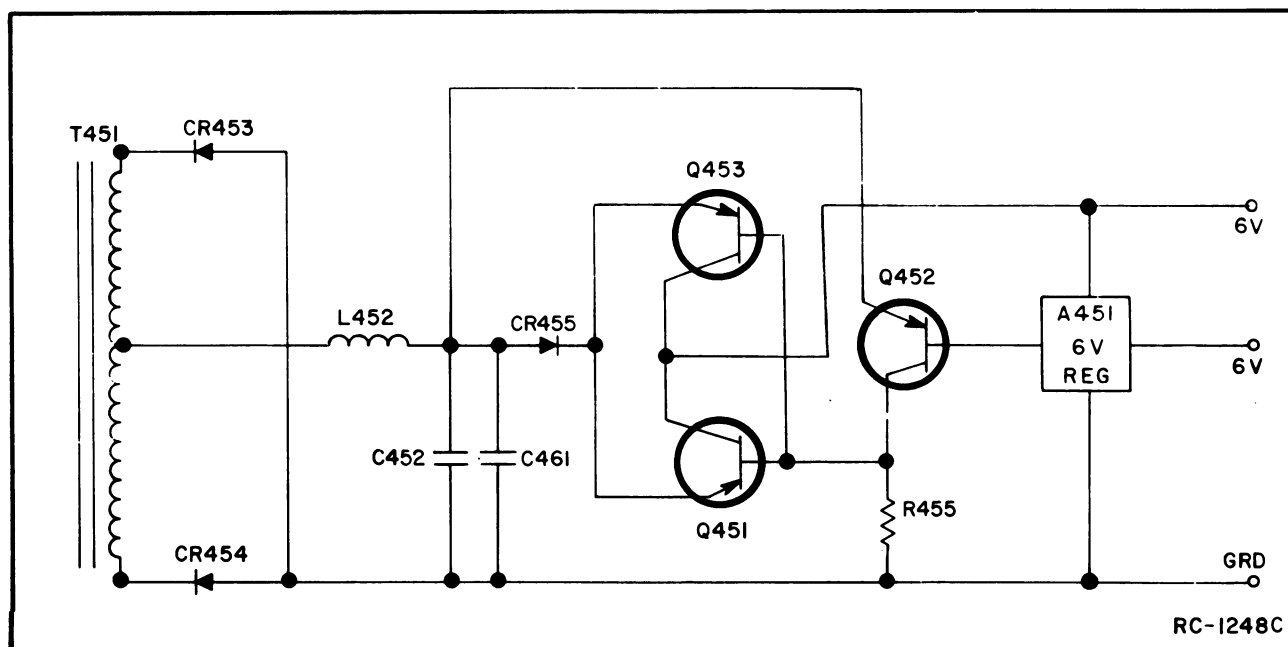 T451
CR453
Q453
L452
CR455
Q452
A451
6V
REG
6V
6V
C452
C461
Q451
R455
CR454
GRD
RC-1248C